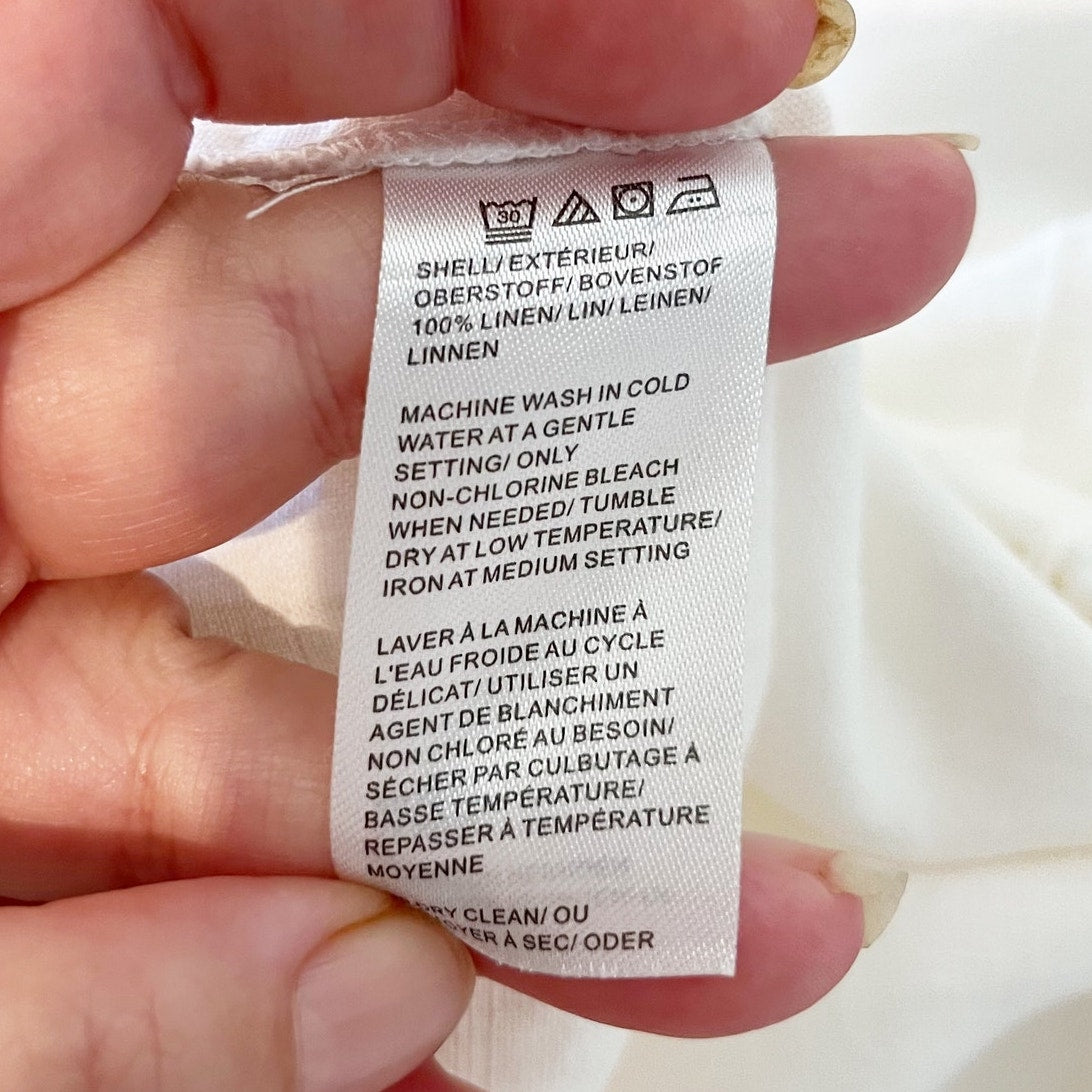 30
SHELL/ EXTÉRIEUR/
OBERSTOFF/ BOVENSTOF
100% LINEN/ LIN/ LEINEN/
LINNEN
MACHINE WASH IN COLD
WATER AT A GENTLE
SETTING/ ONLY
NON-CHLORINE BLEACH
WHEN NEEDED/ TUMBLE
DRY AT LOW TEMPERATURE/
IRON AT MEDIUM SETTING
LAVER À LA MACHINE À
L'EAU FROIDE AU CYCLE
DÉLICAT/ UTILISER UN
AGENT DE BLANCHIMENT
NON CHLORÉ AU BESOIN/
SÉCHER PAR CULBUTAGE À
BASSE TEMPÉRATURE/
REPASSER À TEMPÉRATURE
MOYENNE
DRY CLEAN/ OU
À SEC/ ODER